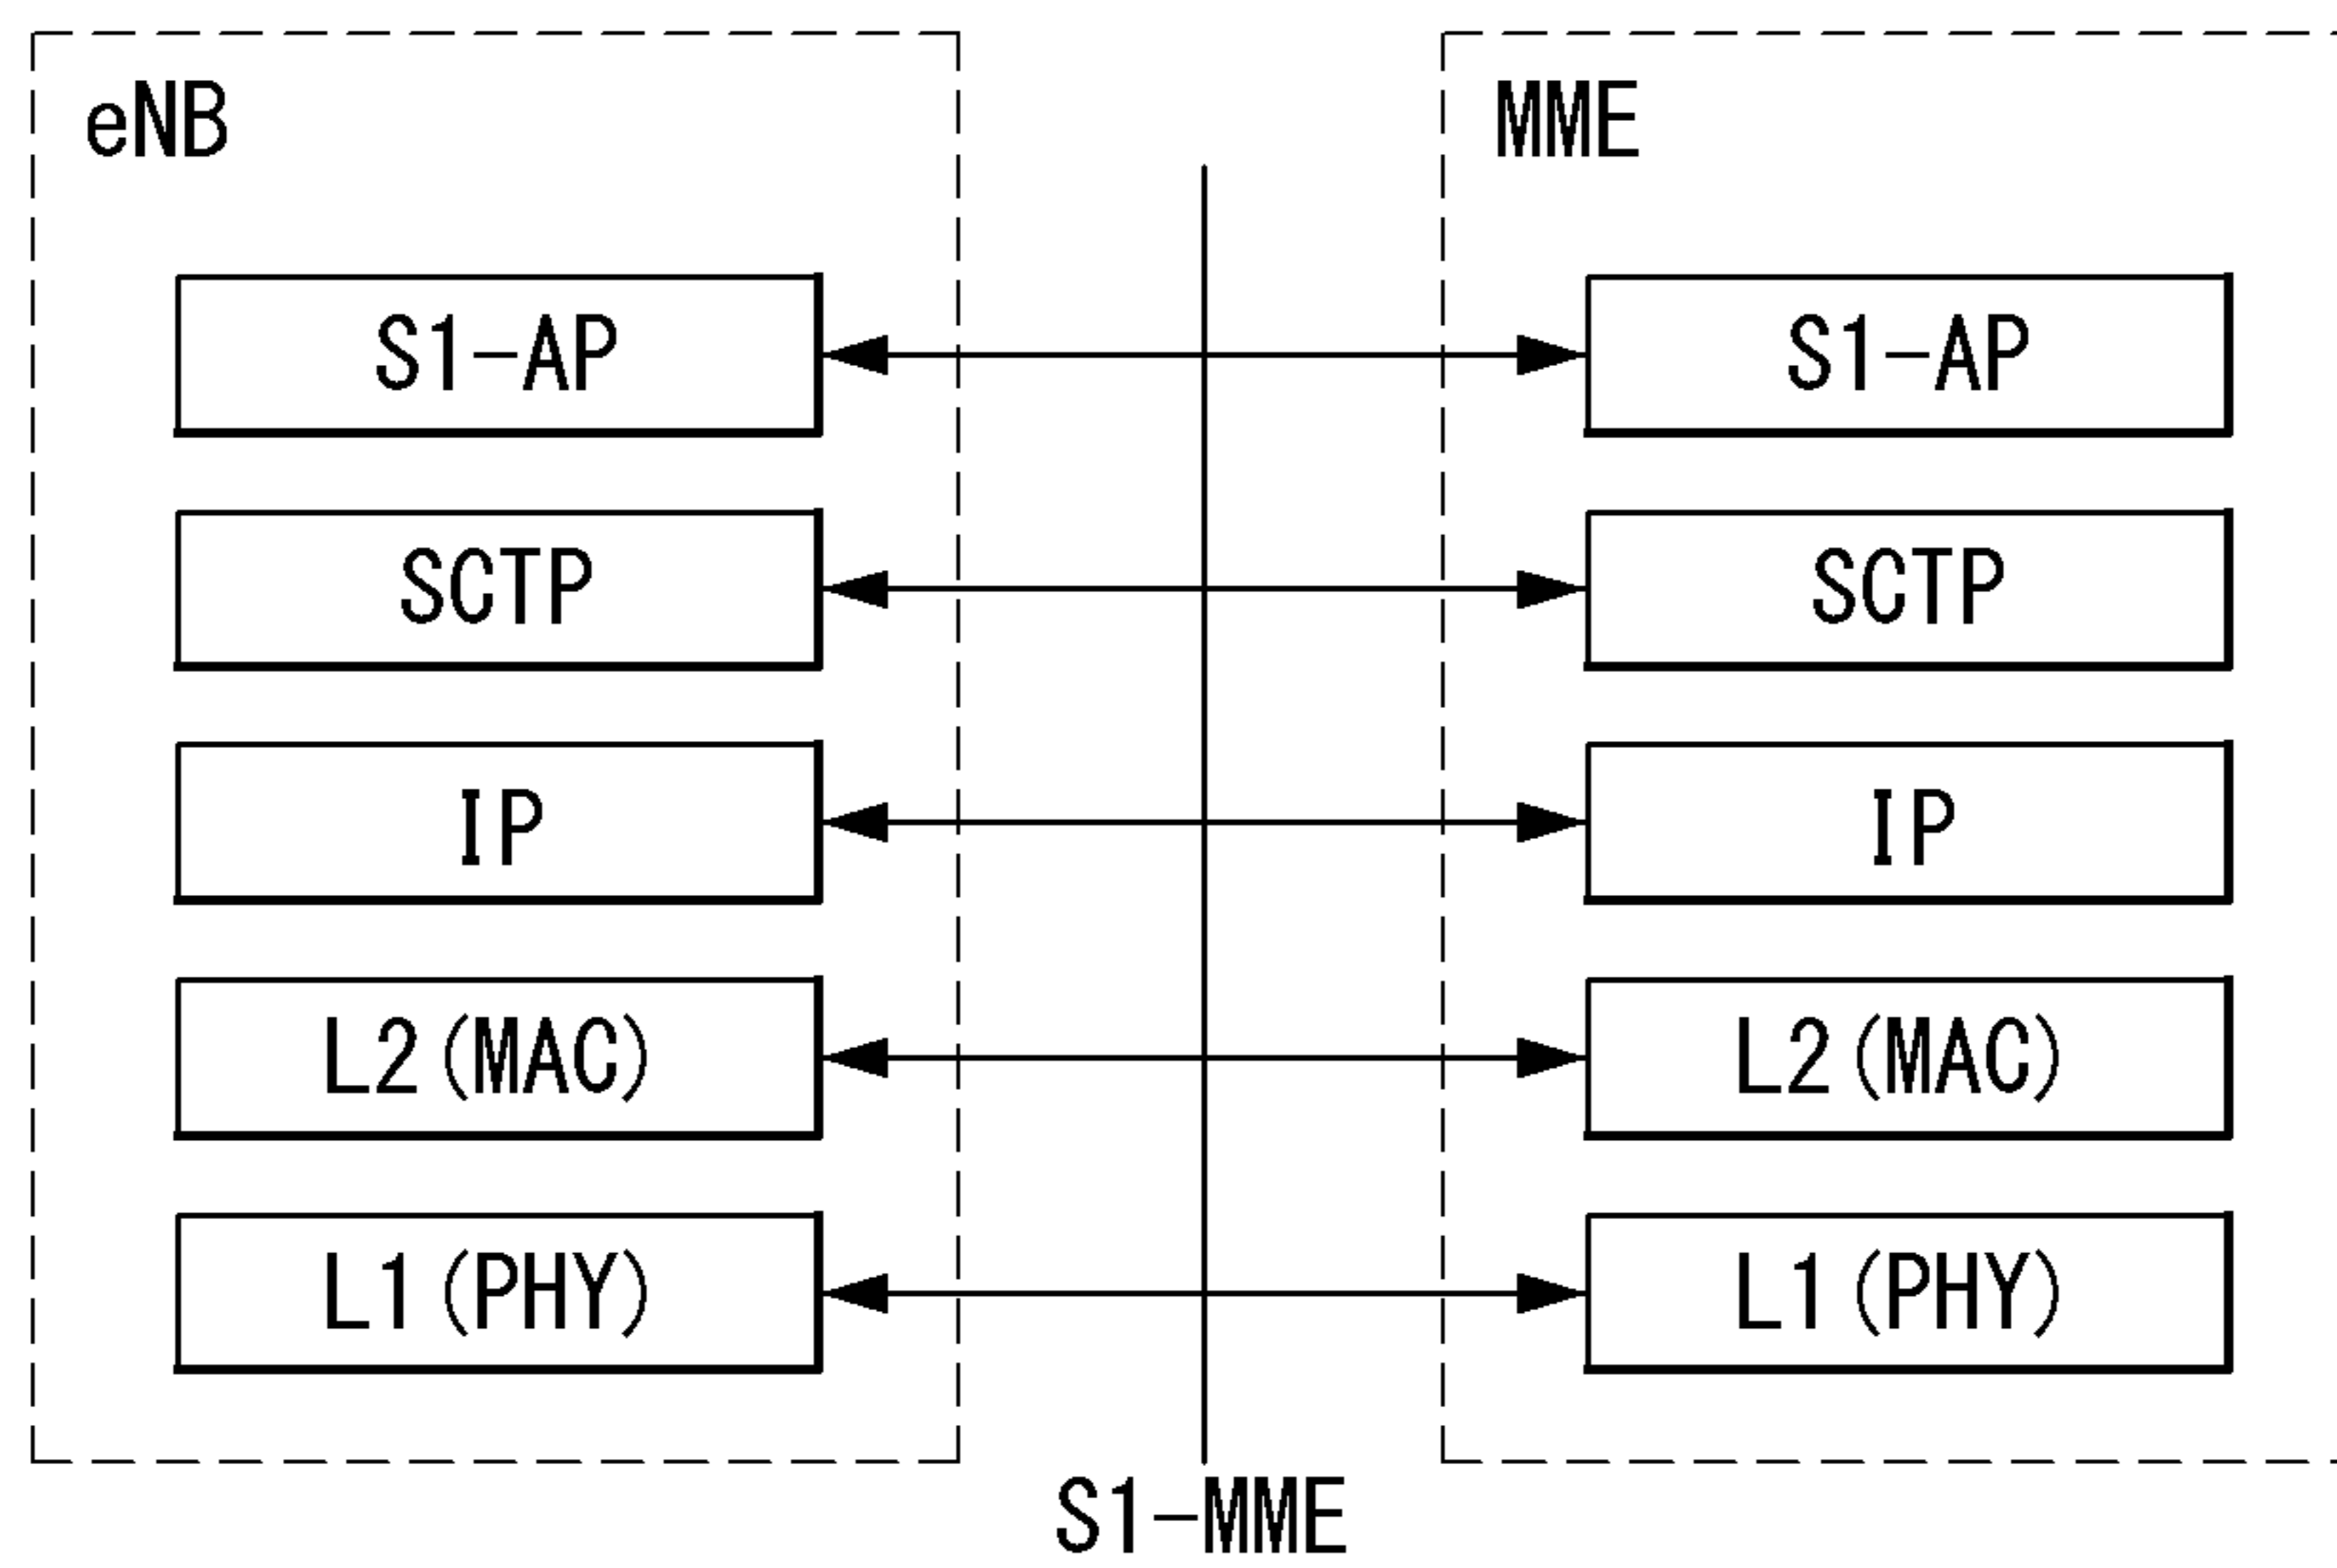 eNB
MME
S1-AP
S1-AP
SCTP
SCTP
IP
IP
L2(MAC)
L2(MAC)
L1(PHY)
L1(PHY)
S1-MME